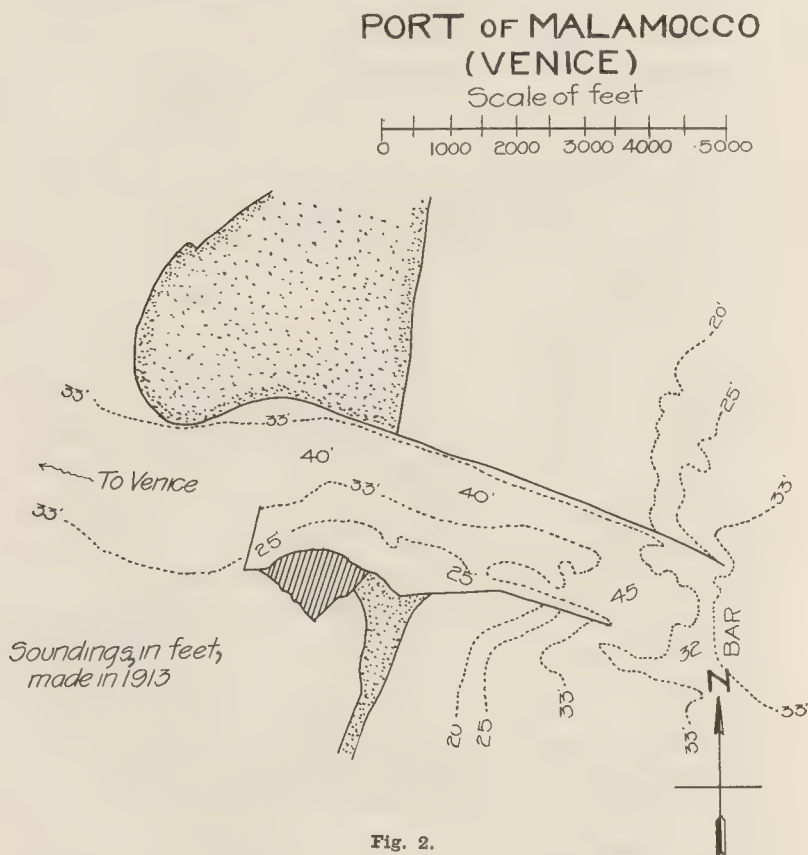 PORT OF MALAMOCCO
(VENICE)
Scale of feet
0 1000 2000 3000 4000 5000
20'
25'
33'
33'
33'
40'
To Venice
40'
33'
33'
25'
25'
45
32
BAR
N
33'
33'
33'
25
20
Soundings, in feet,
made in 1913
Fig. 2.